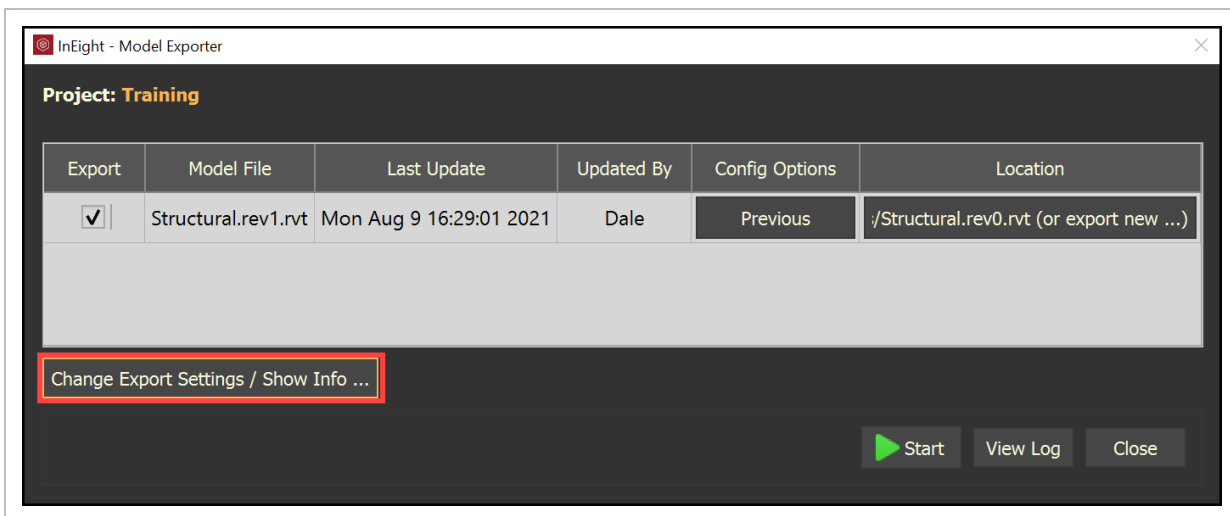 InEight - Model Exporter
Project: Training
Export Model File Last Update Updated By Config Options Location
Structural.rev1.rvt Mon Aug 9 16:29:01 2021 Dale Previous /Structural.rev0.rvt (or export new ...)
Change Export Settings / Show Info ...
Start View Log Close